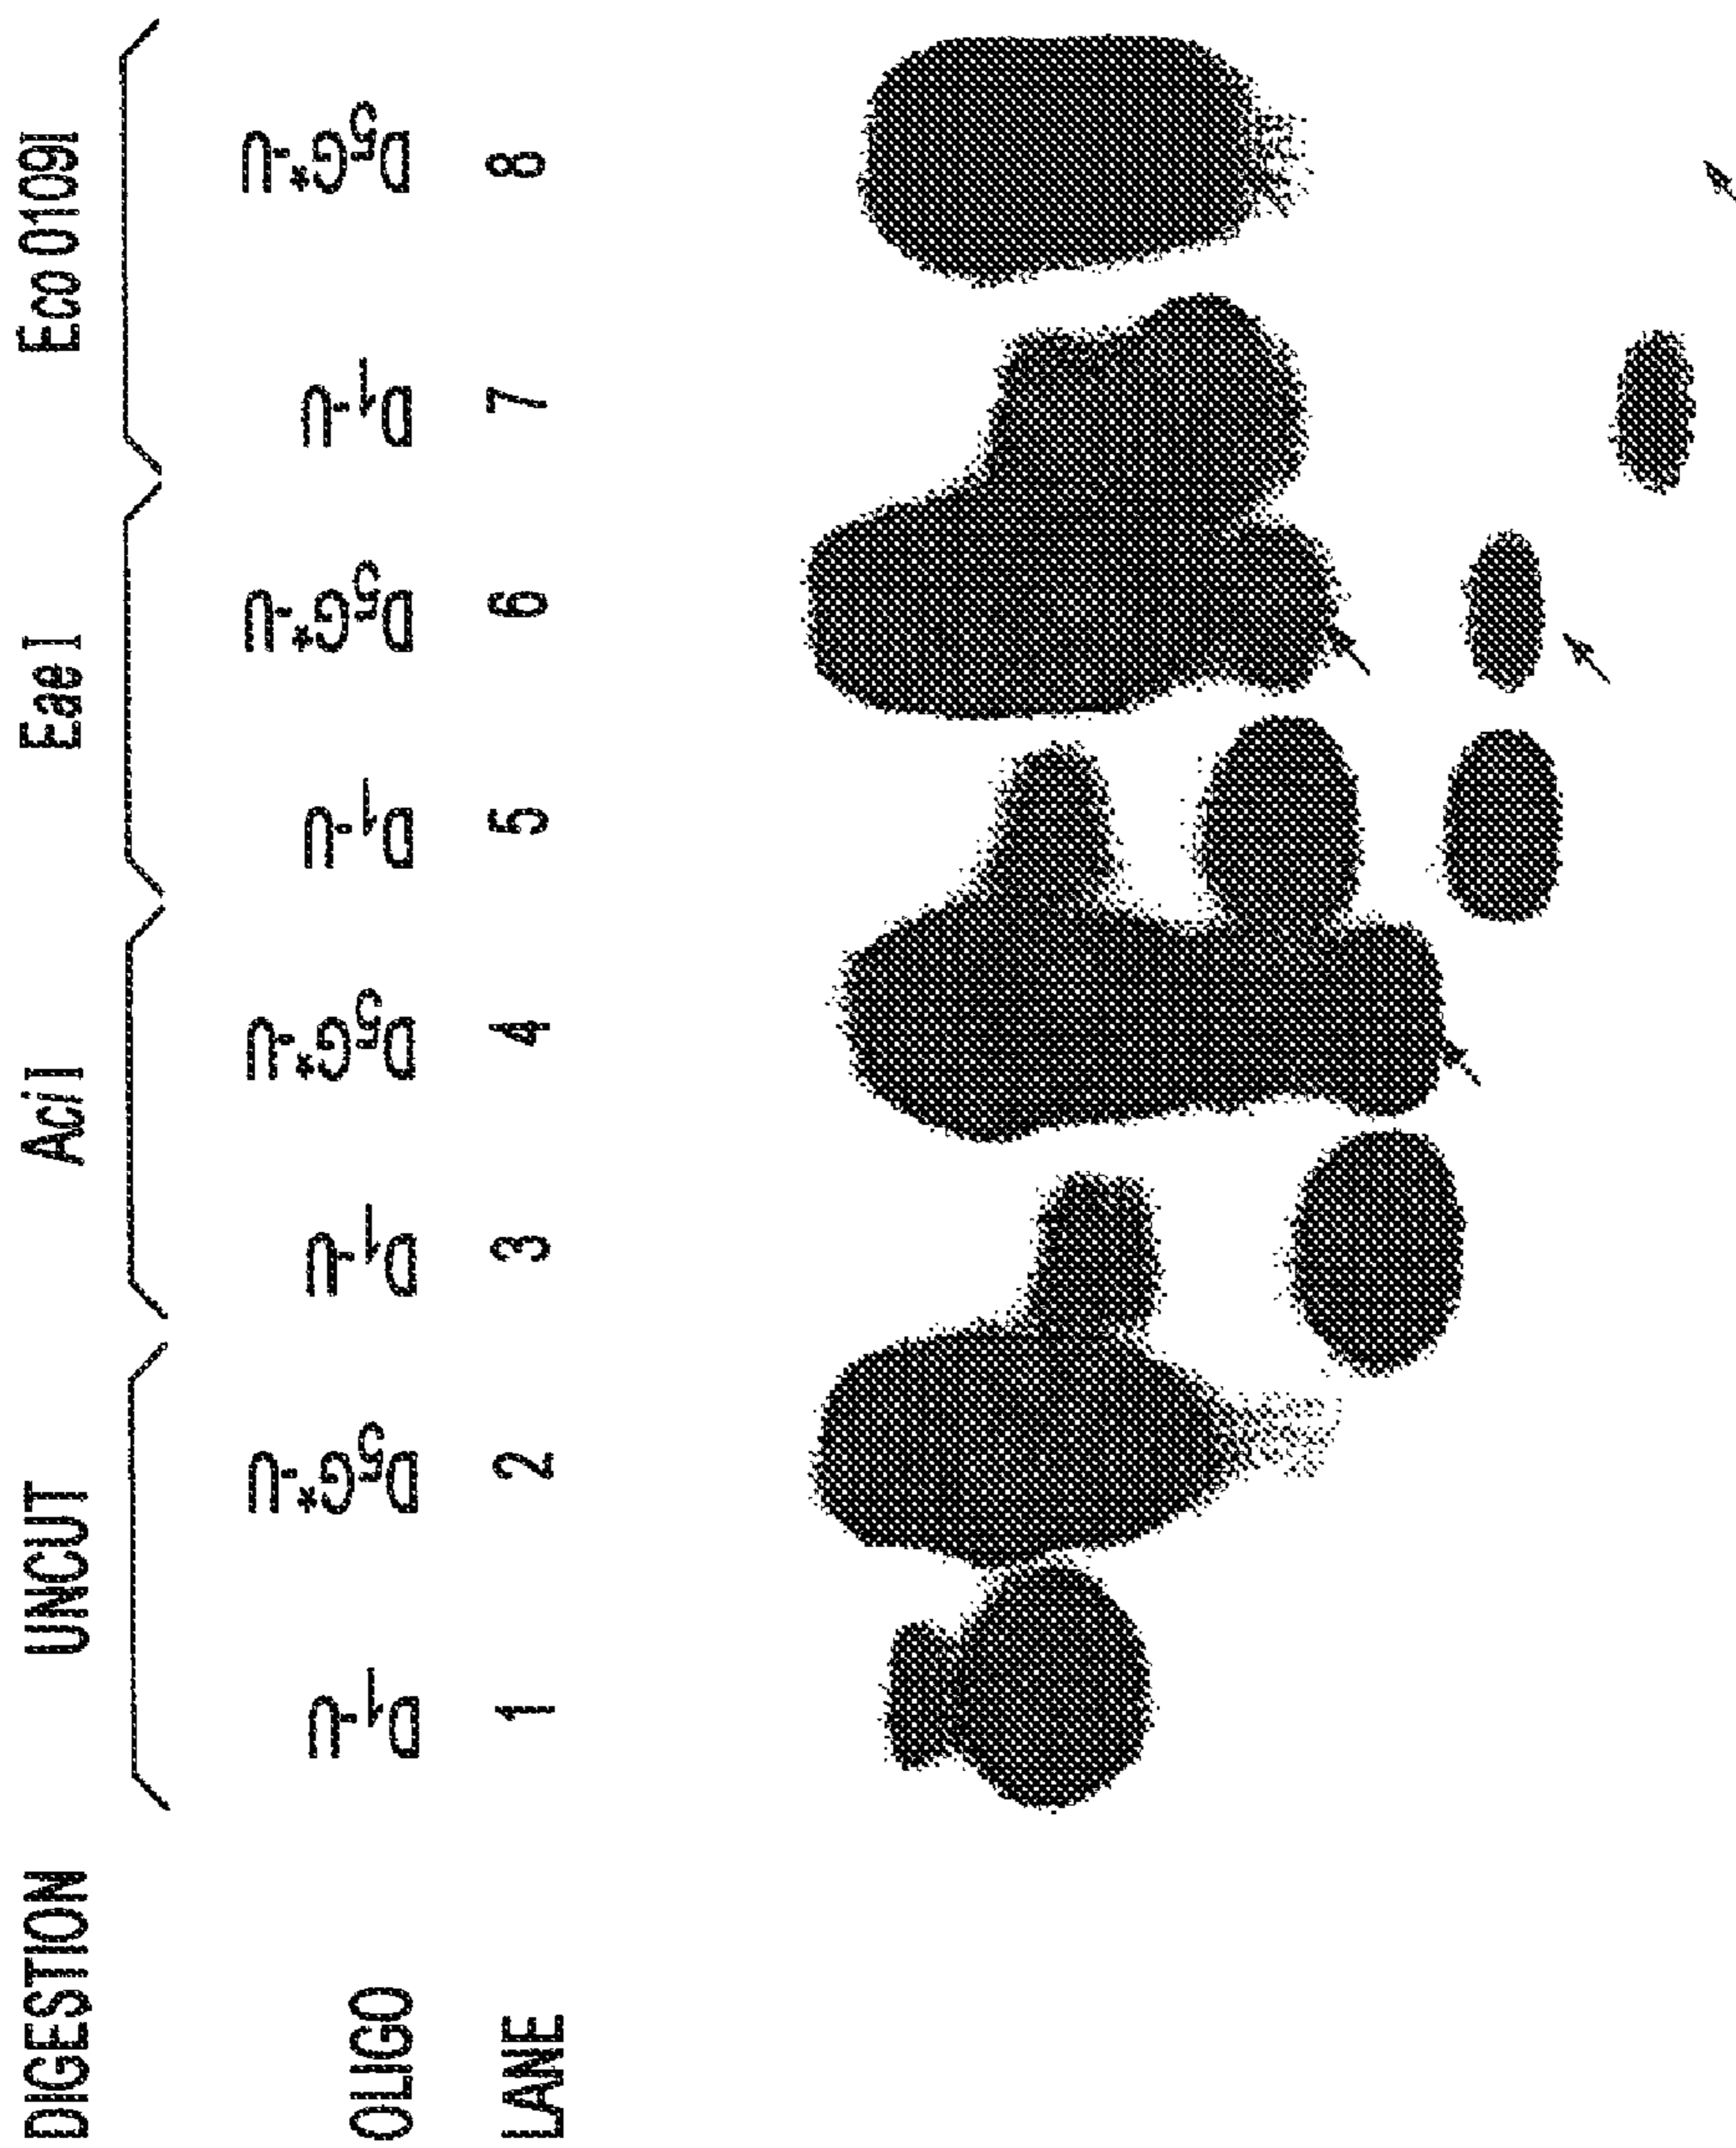 DIGESTION UNCUT Aci I Eae I Eco 0109I
OLIGO D1-U D5G*-U D1-U D5G*-U D1-U D5G*-U D1-U D5G*-U
LANE 1 2 3 4 5 6 7 8